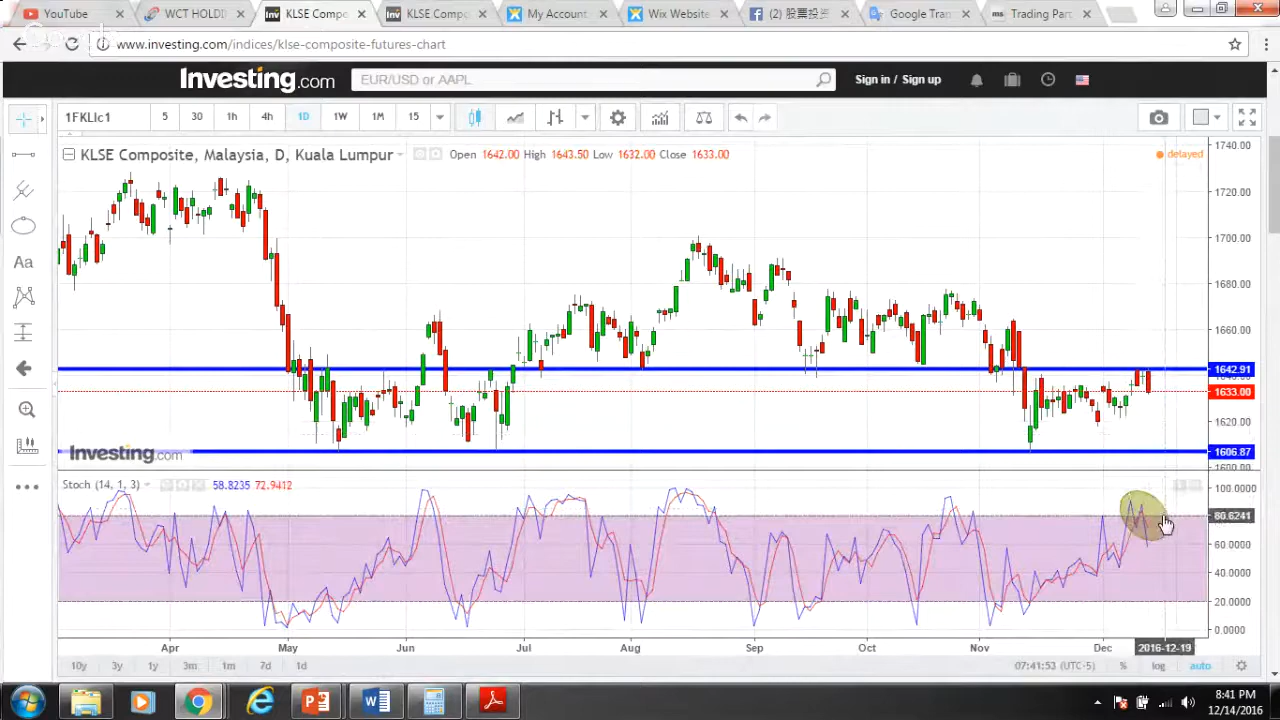 YouTube WCT HOLDI KLSE Compo KLSE Comp My Account Wix Website (2) 股票投 Google Tran Trading Part
www.investing.com/indices/klse-composite-futures-chart
Investing.com EUR/USD or AAPL Sign in / Sign up
1FKLIc1 5 30 1h 4h 1D 1W 1M 15
KLSE Composite, Malaysia, D, Kuala Lumpur Open 1642.00 High 1643.50 Low 1632.00 Close 1633.00 delayed
1740.00
1720.00
1700.00
1680.00
1660.00
1642.91
1633.00
1620.00
1606.87
1600.00
Aa
Investing.com
Stoch (14, 1, 3) 58.8235 72.9412
100.0000
80.6241
60.0000
40.0000
20.0000
0.0000
Apr May Jun Jul Aug Sep Oct Nov Dec 2016-12-19
10y 3y 1y 3m 1m 7d 1d 07:41:53 (UTC-5) % log auto
8:41 PM
12/14/2016